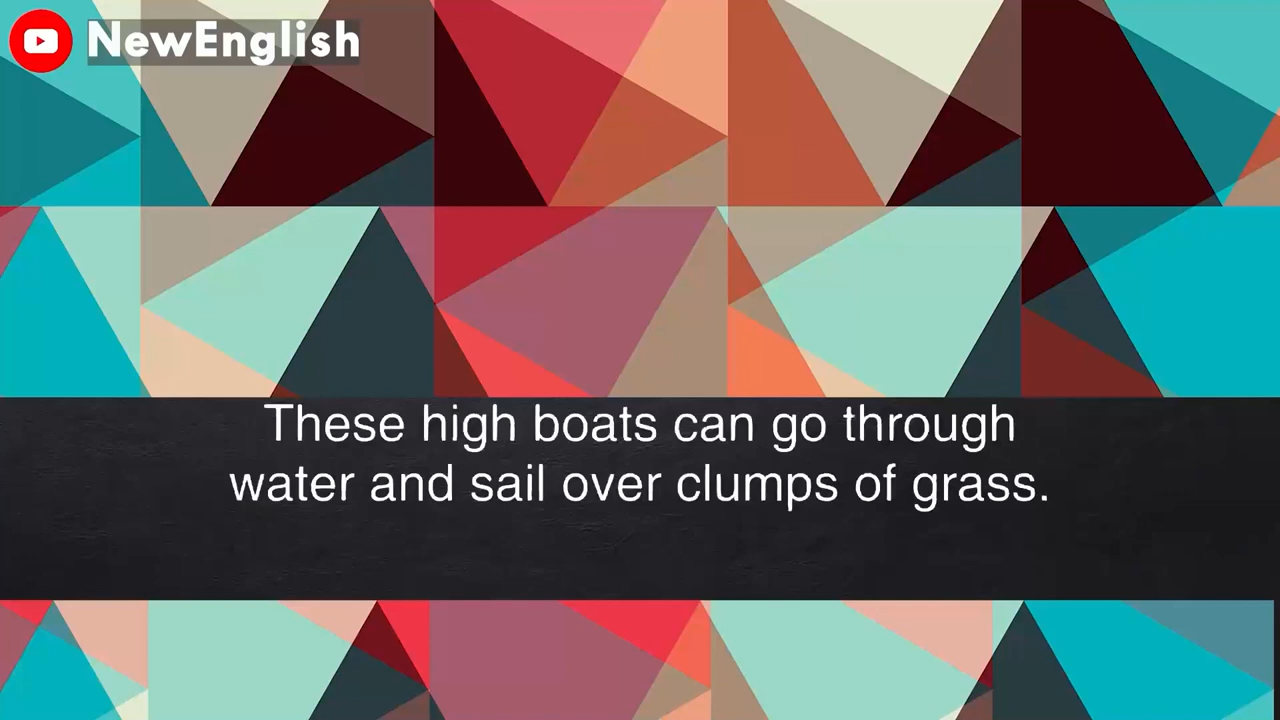 NewEnglish
These high boats can go through
water and sail over clumps of grass.